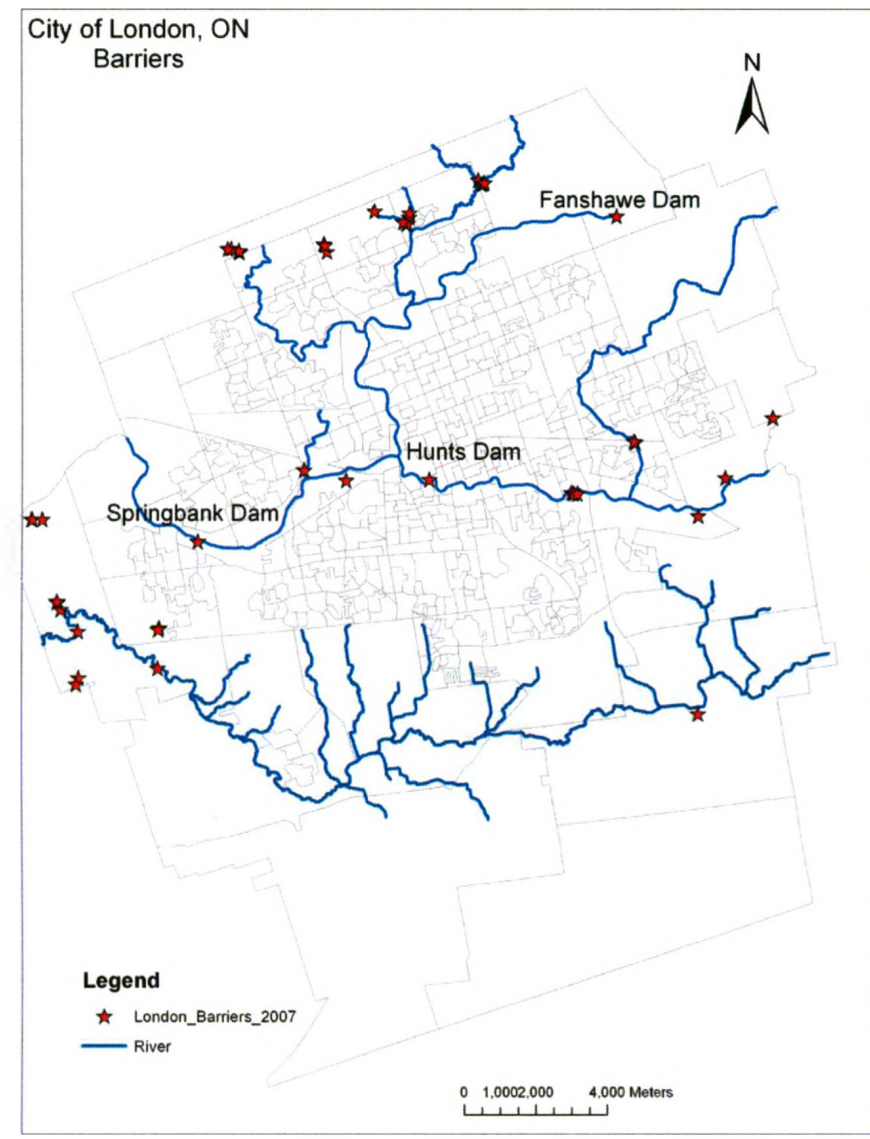 City of London, ON
Barriers
N
Fanshawe Dam
Hunts Dam
Springbank Dam
Legend
London_Barriers_2007
River
0 1,0002,000 4,000 Meters